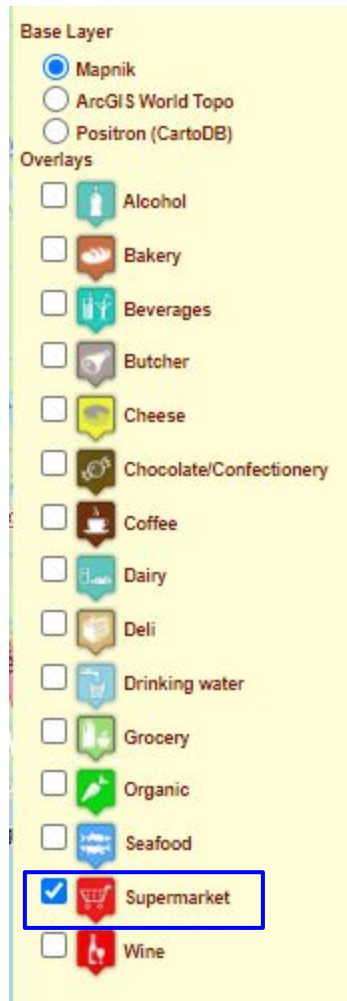 Base Layer
Mapnik
ArcGIS World Topo
Positron (CartoDB)
Overlays
Alcohol
Bakery
Beverages
Butcher
Cheese
Chocolate/Confectionery
Coffee
Dairy
Deli
Drinking water
Grocery
Organic
Seafood
Supermarket
Wine